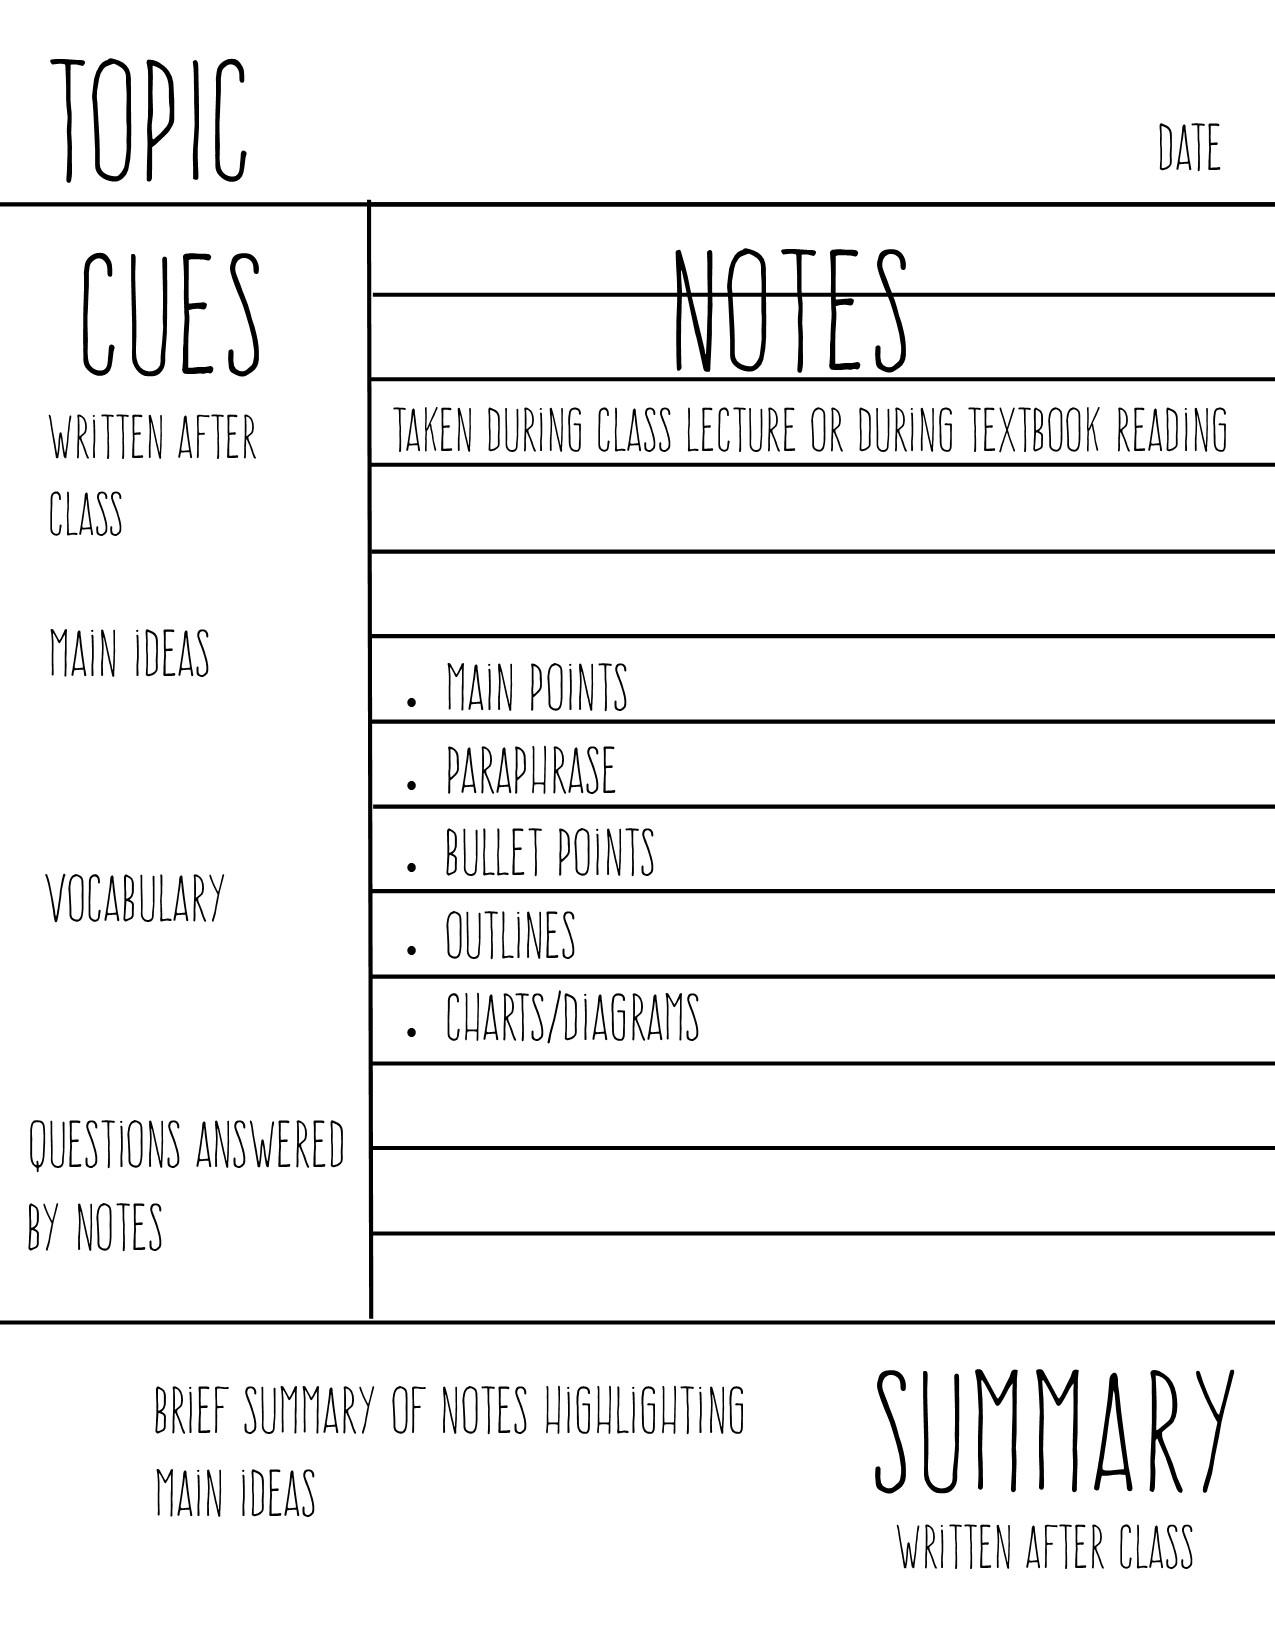 TOPIC
DATE
CUES
WRITTEN AFTER
CLASS
MAIN IDEAS
VOCABULARY
QUESTIONS ANSWERED
BY NOTES
NOTES
TAKEN DURING CLASS LECTURE OR DURING TEXTBOOK READING
• MAIN POINTS
• PARAPHRASE
• BULLET POINTS
• OUTLINES
• CHARTS/DIAGRAMS
BRIEF SUMMARY OF NOTES HIGHLIGHTING
MAIN IDEAS
SUMMARY
WRITTEN AFTER CLASS